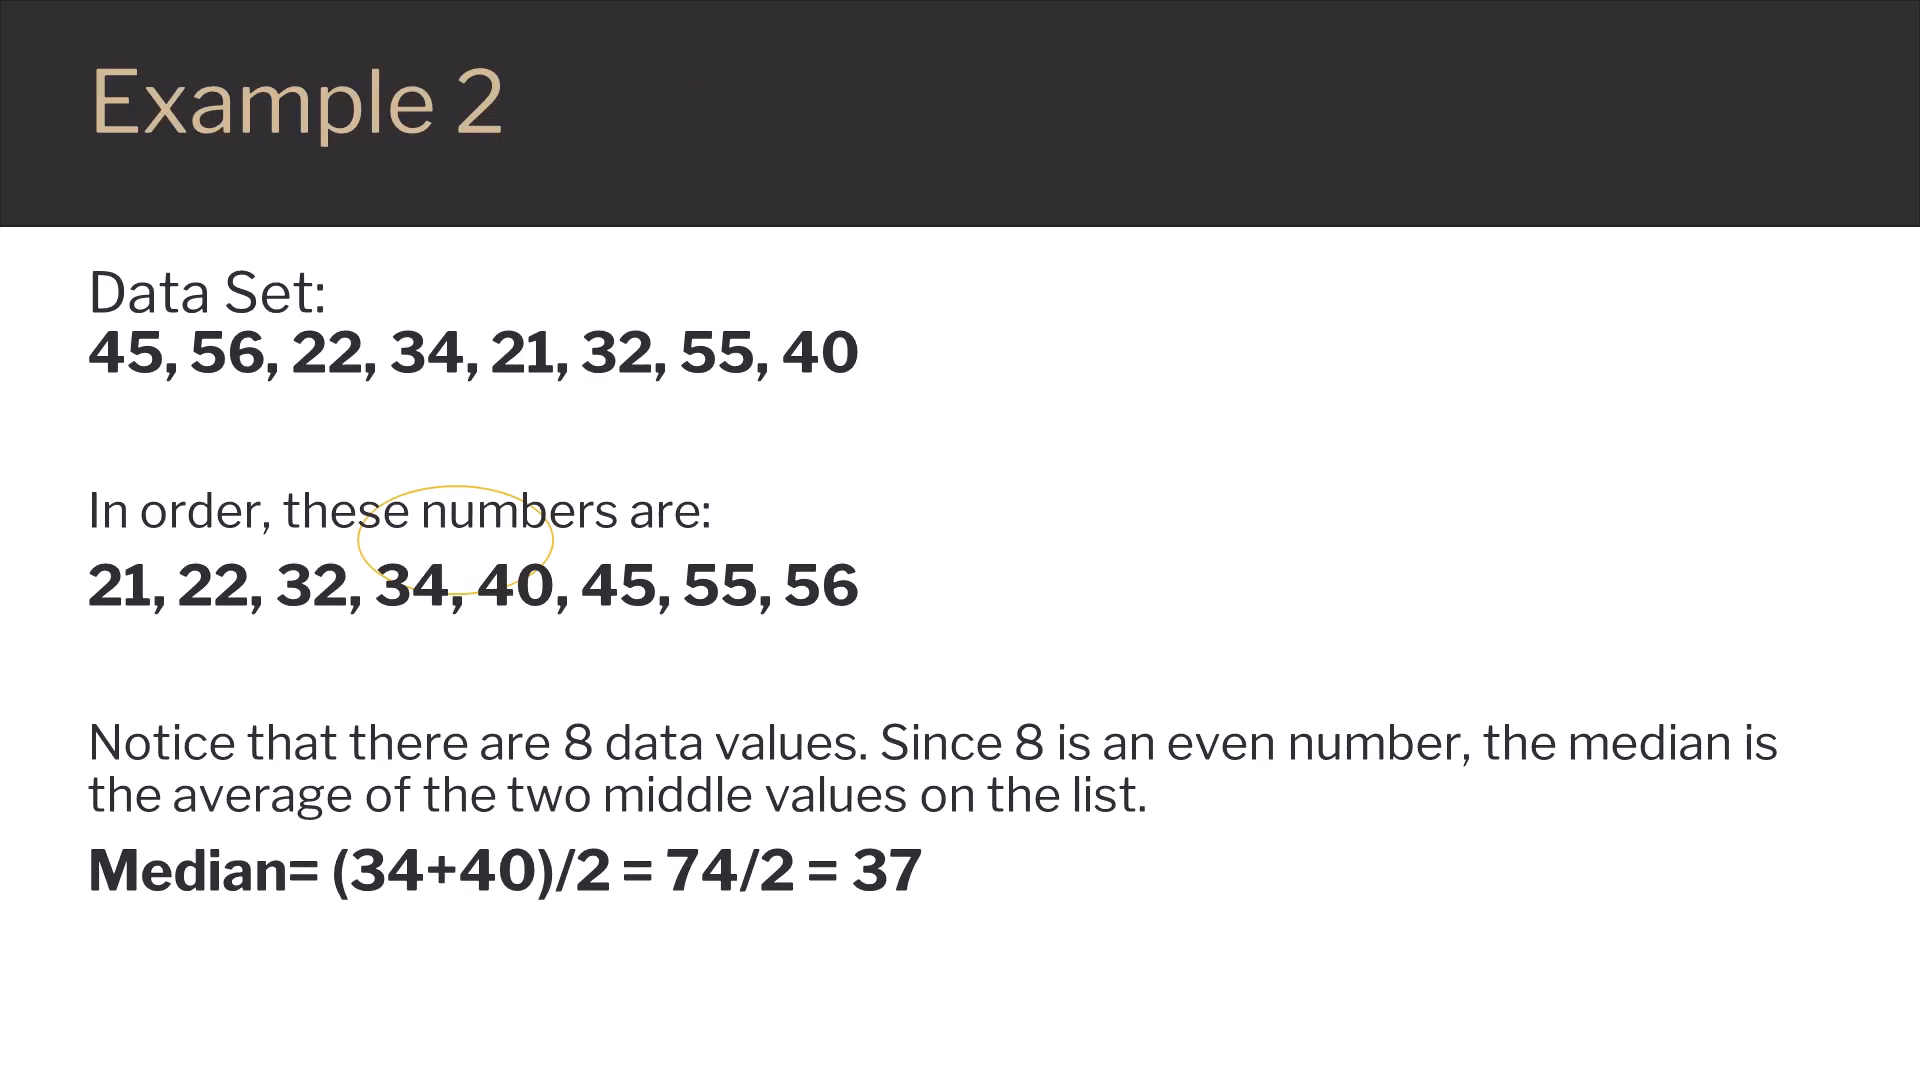 Example 2
Data Set:
45, 56, 22, 34, 21, 32, 55, 40
In order, these numbers are:
21, 22, 32, 34, 40, 45, 55, 56
Notice that there are 8 data values. Since 8 is an even number, the median is
the average of the two middle values on the list.
Median= (34+40)/2 = 74/2 = 37